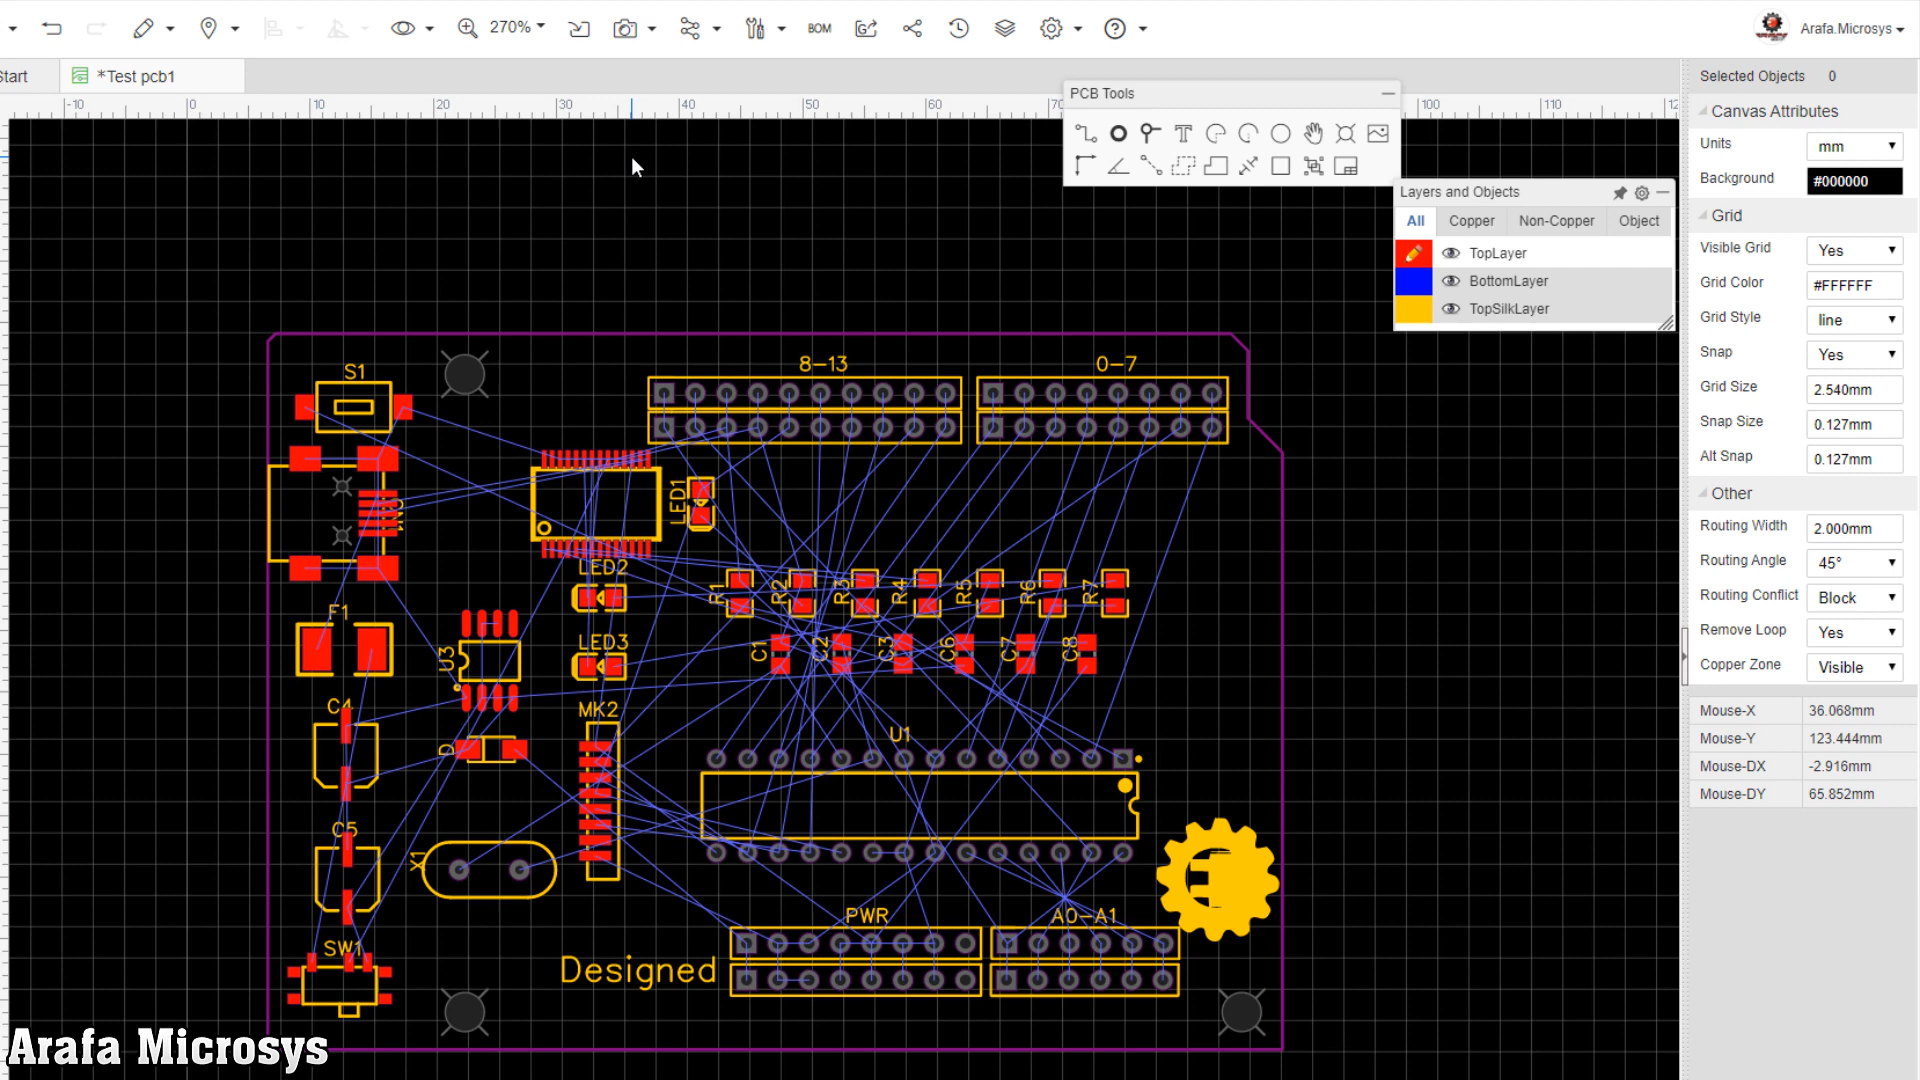 270%
BOM
Arafa.Microsys
Start
*Test pcb1
-10
0
10
20
30
40
50
60
70
100
110
PCB Tools
Layers and Objects
All
Copper
Non-Copper
Object
TopLayer
BottomLayer
TopSilkLayer
Selected Objects 0
Canvas Attributes
Units mm
Background #000000
Grid
Visible Grid Yes
Grid Color #FFFFFF
Grid Style line
Snap Yes
Grid Size 2.540mm
Snap Size 0.127mm
Alt Snap 0.127mm
Other
Routing Width 2.000mm
Routing Angle 45°
Routing Conflict Block
Remove Loop Yes
Copper Zone Visible
Mouse-X 36.068mm
Mouse-Y 123.444mm
Mouse-DX -2.916mm
Mouse-DY 65.852mm
S1
8-13
0-7
LED1
LED2
R1
R2
R3
R4
R5
R6
R7
F1
U3
LED3
C1
C2
C3
C6
C7
C8
C4
MK2
D
U1
C5
X1
PWR
A0-A1
SW1
Designed
Arafa Microsys